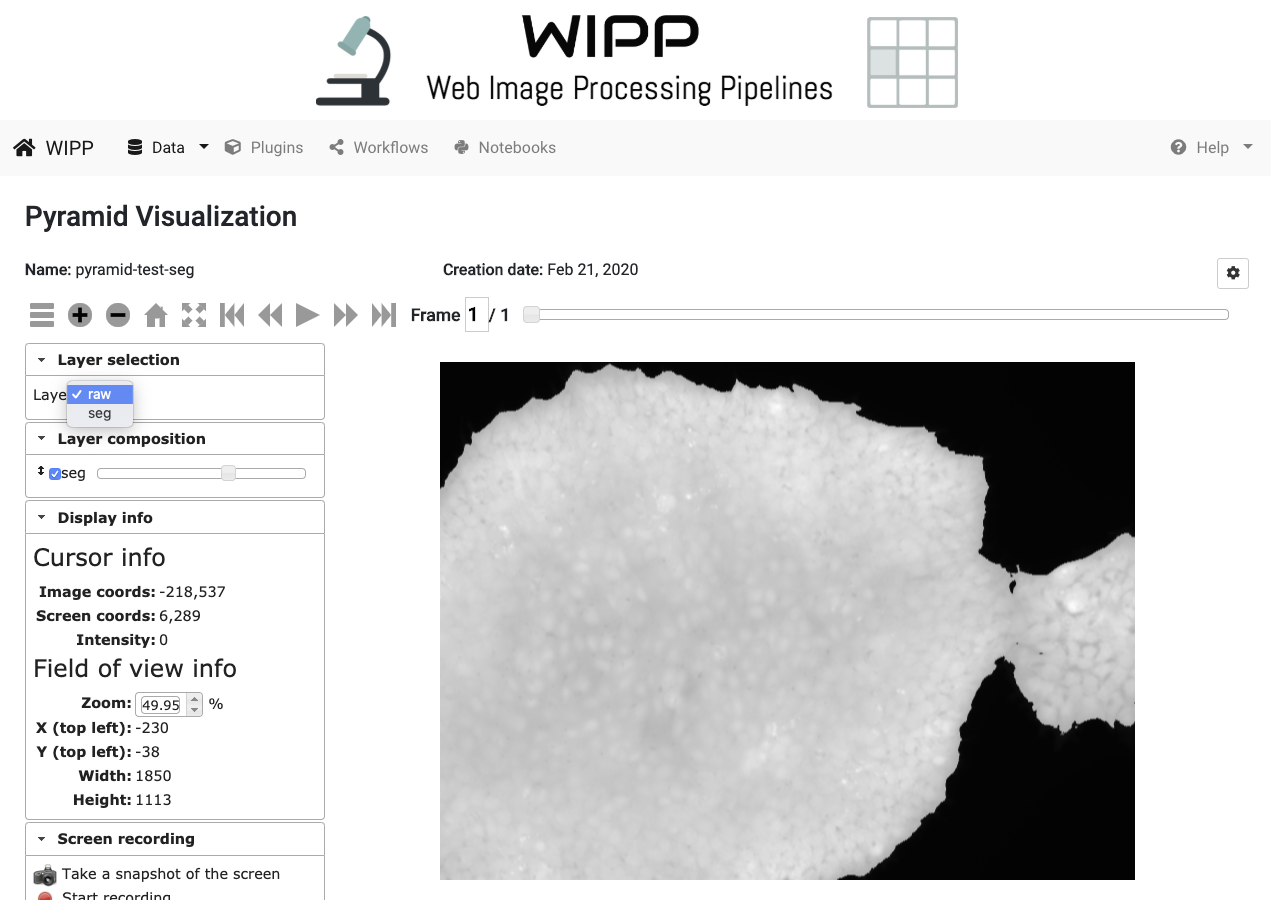 WIPP
Web Image Processing Pipelines
WIPP Data Plugins Workflows Notebooks Help
Pyramid Visualization
Name: pyramid-test-seg Creation date: Feb 21, 2020
Frame 1 / 1
Layer selection
Laye ✓ raw
seg
Layer composition
seg
Display info
Cursor info
Image coords: -218,537
Screen coords: 6,289
Intensity: 0
Field of view info
Zoom: 49.95 %
X (top left): -230
Y (top left): -38
Width: 1850
Height: 1113
Screen recording
Take a snapshot of the screen
Start recording